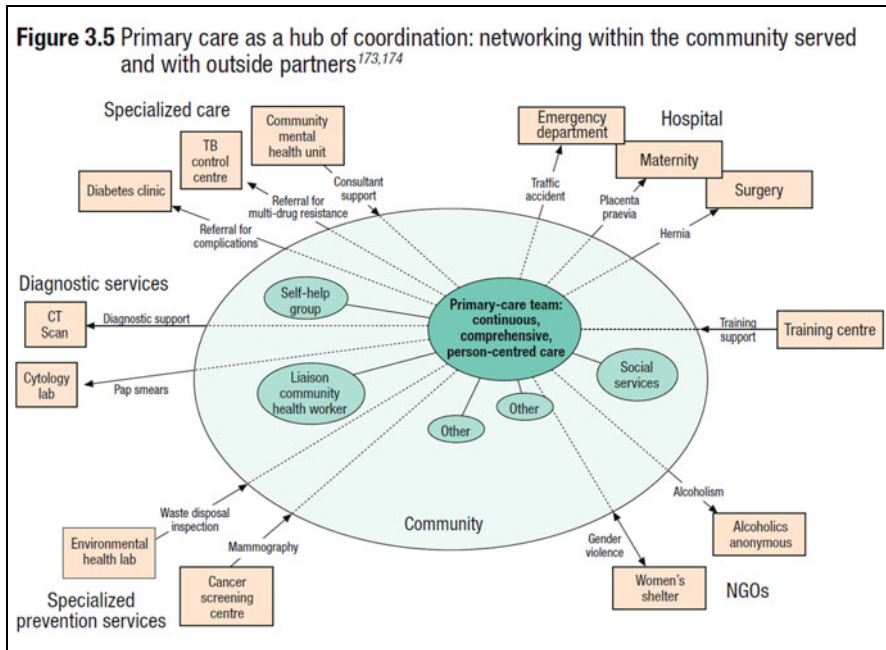 Figure 3.5 Primary care as a hub of coordination: networking within the community served
and with outside partners173,174
Specialized care
Community
mental
health unit
TB
control
centre
Diabetes clinic
Consultant
support
Referral for
multi-drug resistance
Referral for
complications
Emergency
department
Hospital
Maternity
Surgery
Traffic
accident
Placenta
praevia
Hernia
Diagnostic services
CT
Scan
Diagnostic support
Cytology
lab
Pap smears
Self-help
group
Primary-care team:
continuous,
comprehensive,
person-centred care
Training
support
Training centre
Liaison
community
health worker
Social
services
Other
Other
Community
Waste disposal
inspection
Environmental
health lab
Mammography
Cancer
screening
centre
Specialized
prevention services
Alcoholism
Alcoholics
anonymous
Gender
violence
Women's
shelter
NGOs